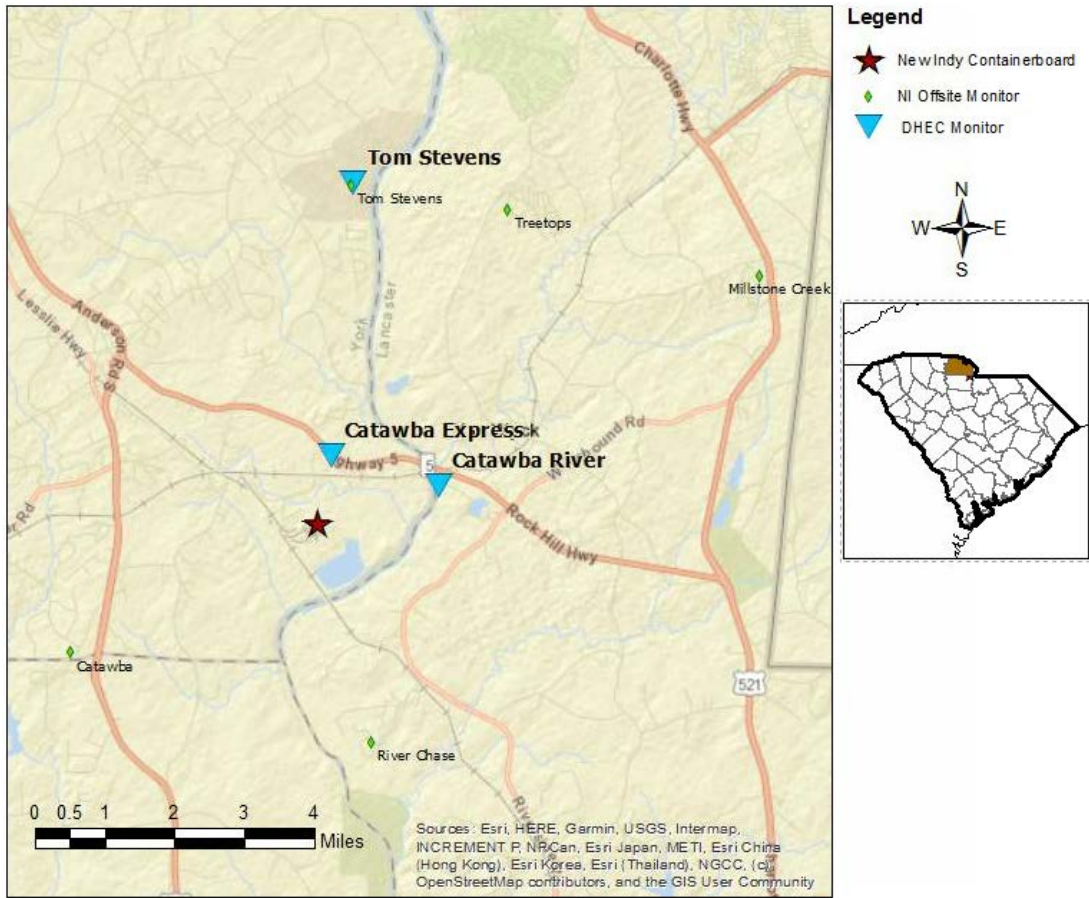 Legend
New Indy Containerboard
NI Offsite Monitor
DHEC Monitor
N
W E
S
Charlotte Hwy
Tom Stevens
Tom Stevens
Treetops
Millstone Creek
York
Lancaster
Lesslie Hwy
Anderson Rd S
Catawba Express
Rd
Catawba River
5
Rock Hill Hwy
Catawba
521
River Chase
0 0.5 1 2 3 4
Miles
Sources: Esri, HERE, Garmin, USGS, Intermap,
INCREMENT P, NRCan, Esri Japan, METI, Esri China
(Hong Kong), Esri Korea, Esri (Thailand), NGCC, (c)
OpenStreetMap contributors, and the GIS User Community